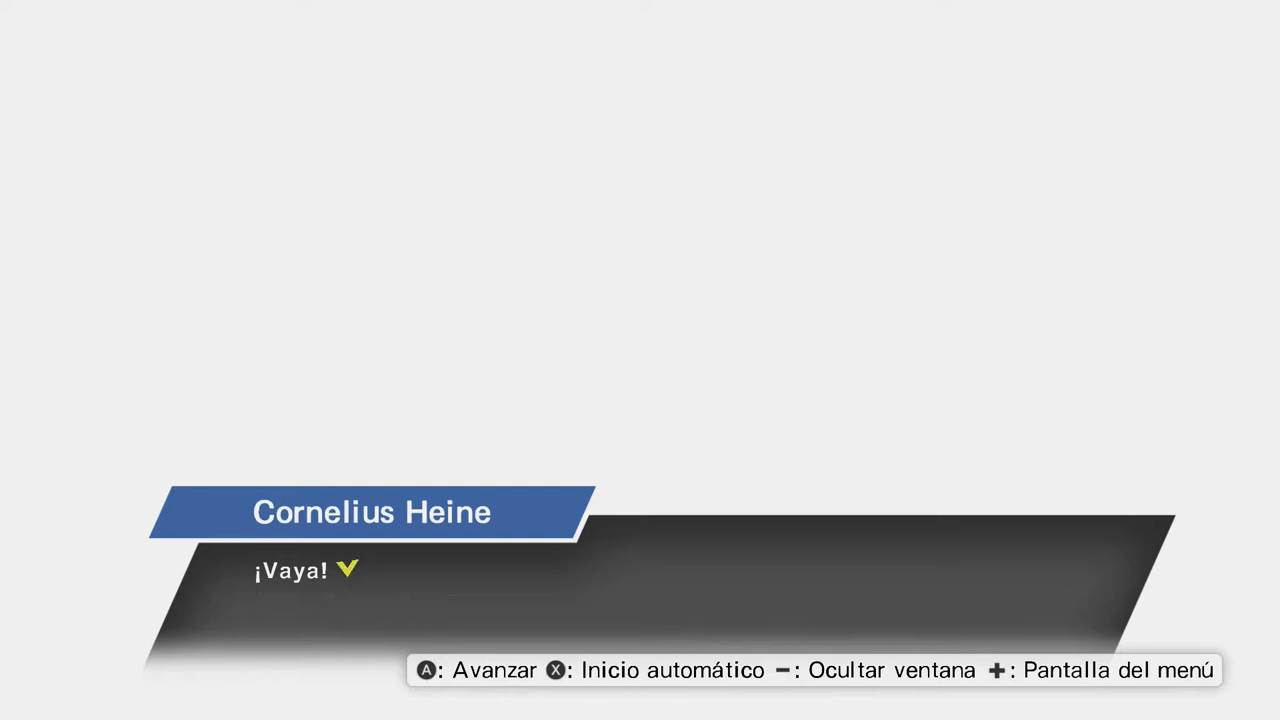 Cornelius Heine
¡Vaya!
A: Avanzar X: Inicio automático −: Ocultar ventana +: Pantalla del menú